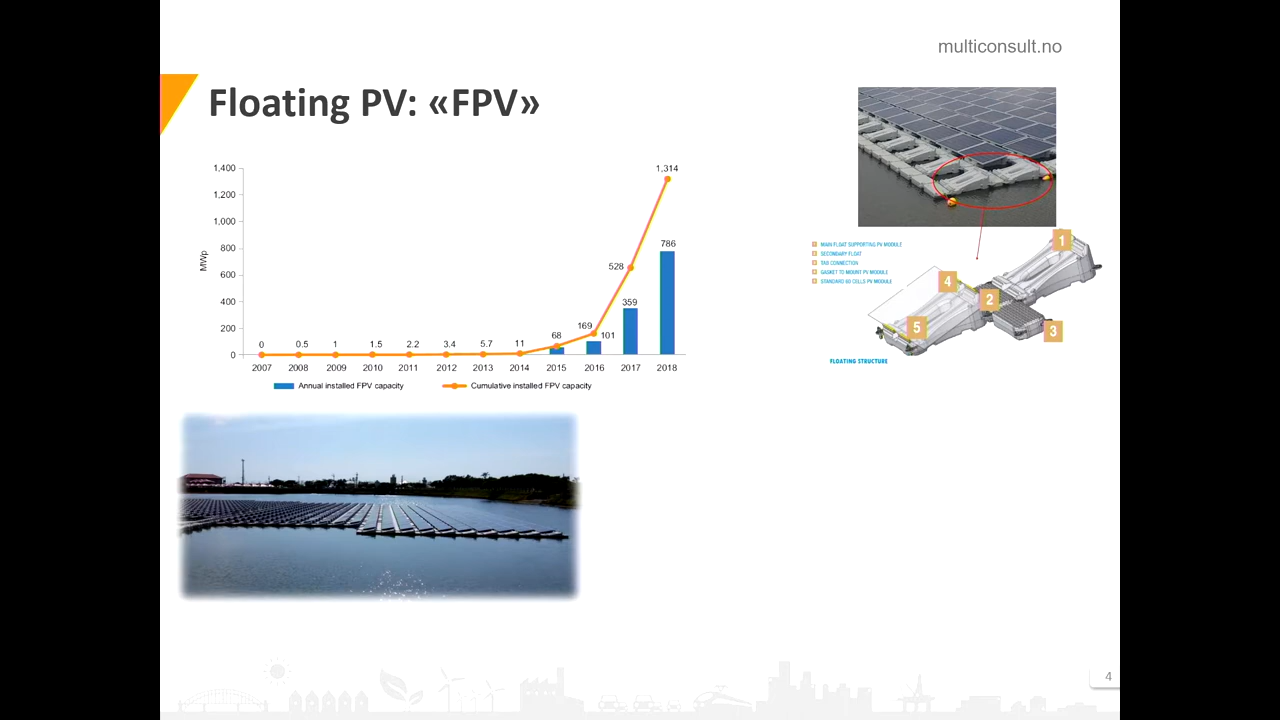 multiconsult.no
Floating PV: «FPV»
1,400
1,200
1,000
800
600
400
200
0
MWp
0 0.5 1 1.5 2.2 3.4 5.7 11 68 169 101 528 359 1,314 786
2007 2008 2009 2010 2011 2012 2013 2014 2015 2016 2017 2018
Annual installed FPV capacity Cumulative installed FPV capacity
MAIN FLOAT SUPPORTING PV MODULE
SECONDARY FLOAT
TAB CONNECTION
GASKET TO MOUNT PV MODULE
STANDARD 60 CELLS PV MODULE
1
4
2
5
3
FLOATING STRUCTURE
4